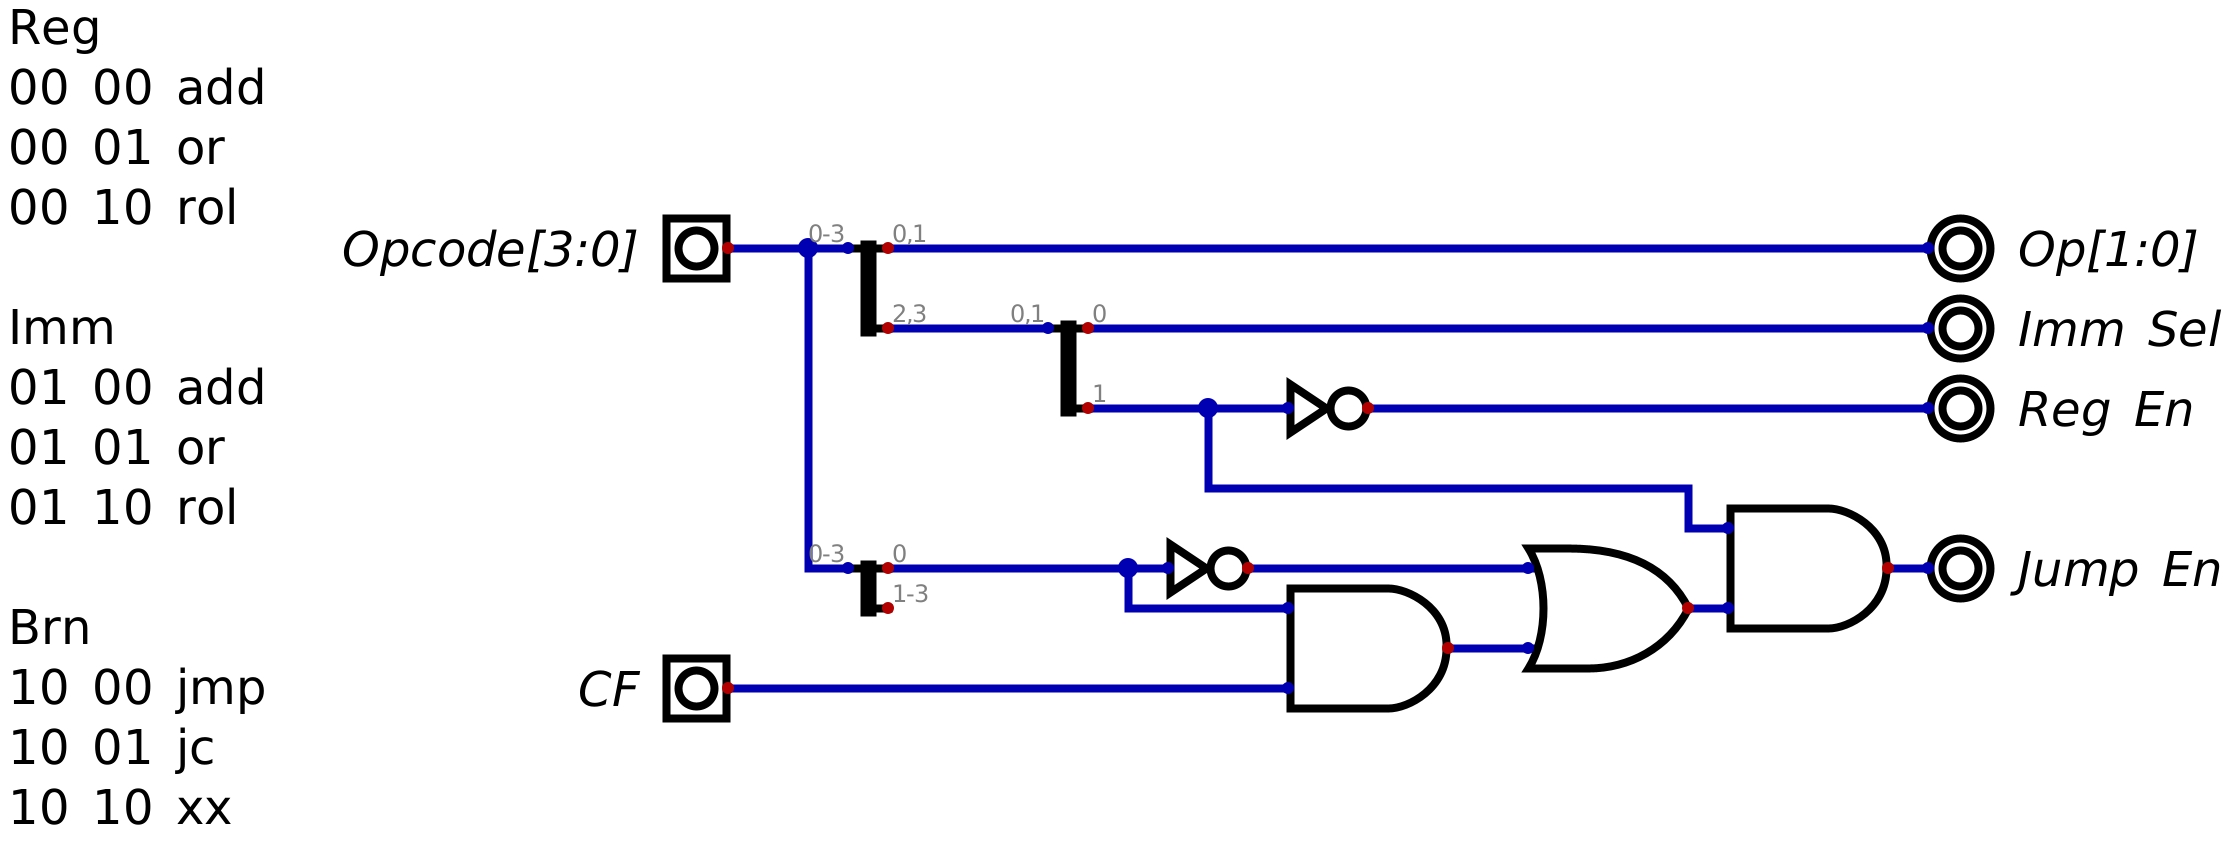 Reg
00 00 add
00 01 or
00 10 rol
Imm
01 00 add
01 01 or
01 10 rol
Brn
10 00 jmp
10 01 jc
10 10 xx
Opcode[3:0]
0-3
0,1
Op[1:0]
2,3
0,1
0
Imm Sel
1
Reg En
0-3
0
1-3
Jump En
CF